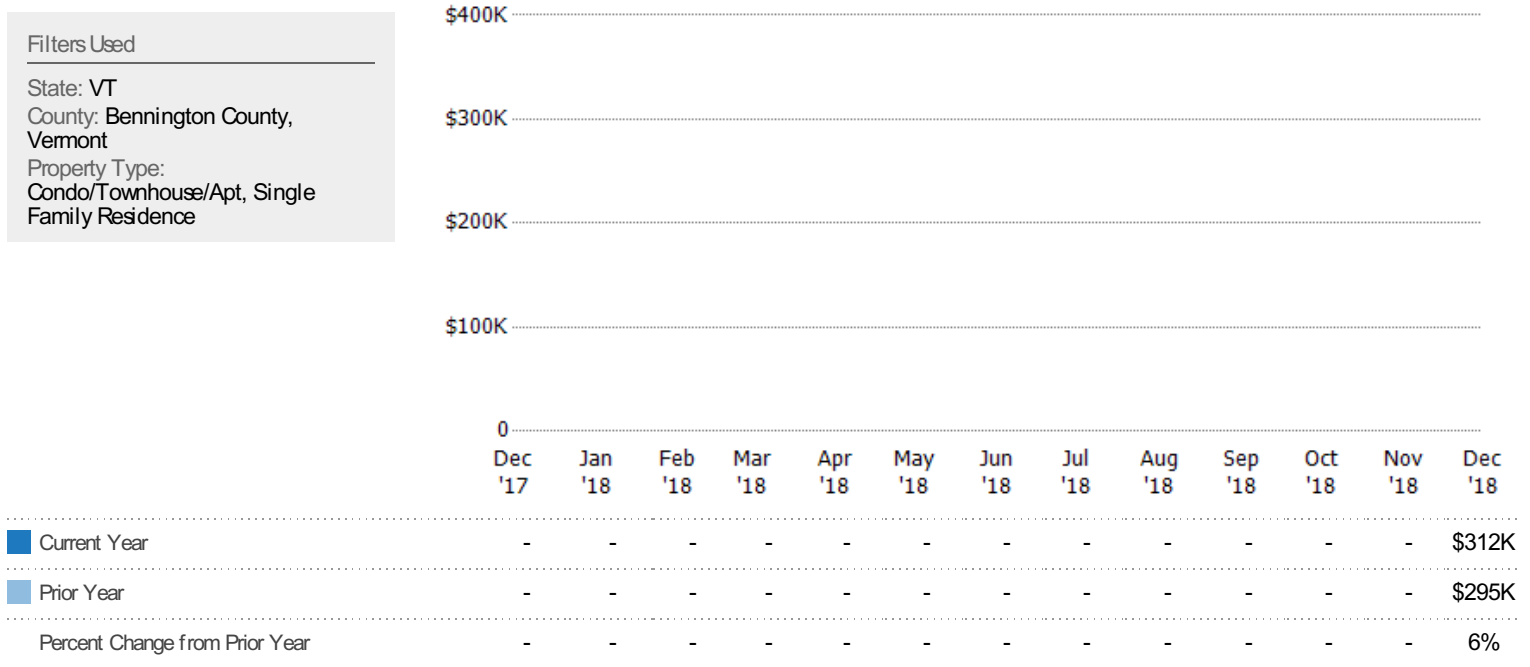 Filters Used
State: VT
County: Bennington County,
Vermont
Property Type:
Condo/Townhouse/Apt, Single
Family Residence
$400K
$300K
$200K
$100K
0
Dec Jan Feb Mar Apr May Jun Jul Aug Sep Oct Nov Dec
'17 '18 '18 '18 '18 '18 '18 '18 '18 '18 '18 '18 '18
Current Year - - - - - - - - - - - - $312K
Prior Year - - - - - - - - - - - - $295K
Percent Change from Prior Year - - - - - - - - - - - - 6%